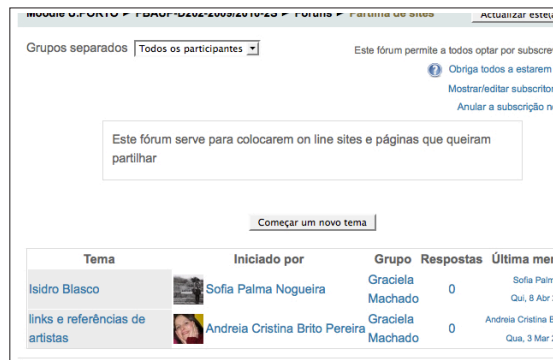 Moodle U.PORTO ► FBAUP-D202-2009/2010-2S ► Fóruns ► Partilha de sites
Actualizar este(a)
Grupos separados Todos os participantes
Este fórum permite a todos optar por
Obriga todos a estarem
Mostrar/editar
Anular a subscrição
Este fórum serve para colocarem on line sites e páginas que queiram
partilhar
Começar um novo tema
Tema Iniciado por Grupo Respostas Última
Isidro Blasco Sofia Palma Nogueira Graciela Machado 0 Sofia
Qui, 8 Abr
links e referências de artistas Andreia Cristina Brito Pereira Graciela Machado 0 Andreia Cristina
Qua, 3 Mar